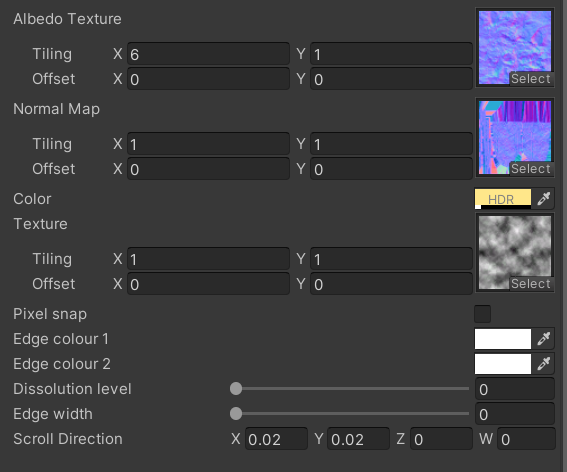 Albedo Texture
Tiling X 6 Y 1
Offset X 0 Y 0
Select
Normal Map
Tiling X 1 Y 1
Offset X 0 Y 0
Select
Color HDR
Texture
Tiling X 1 Y 1
Offset X 0 Y 0
Select
Pixel snap
Edge colour 1
Edge colour 2
Dissolution level 0
Edge width 0
Scroll Direction X 0.02 Y 0.02 Z 0 W 0